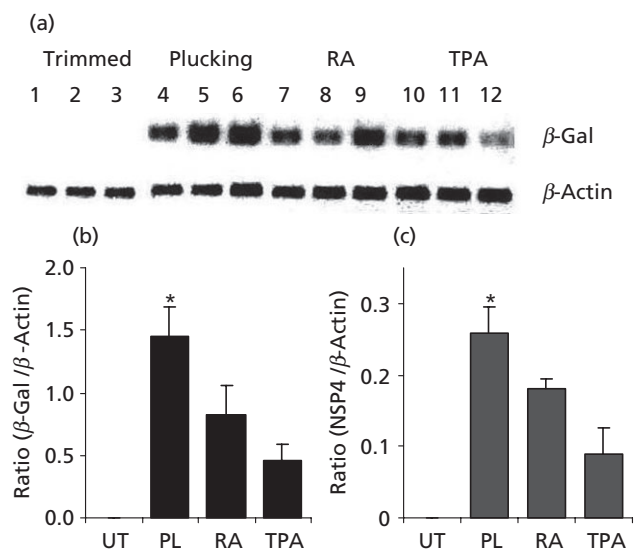 (a)
Trimmed Plucking RA TPA
1 2 3 4 5 6 7 8 9 10 11 12
β-Gal
β-Actin
(b)
Ratio (β-Gal /β -Actin)
2.0
1.5
1.0
0.5
0.0
*
UT PL RA TPA
(c)
Ratio (NSP4 /β-Actin)
0.3
0.2
0.1
0
*
UT PL RA TPA